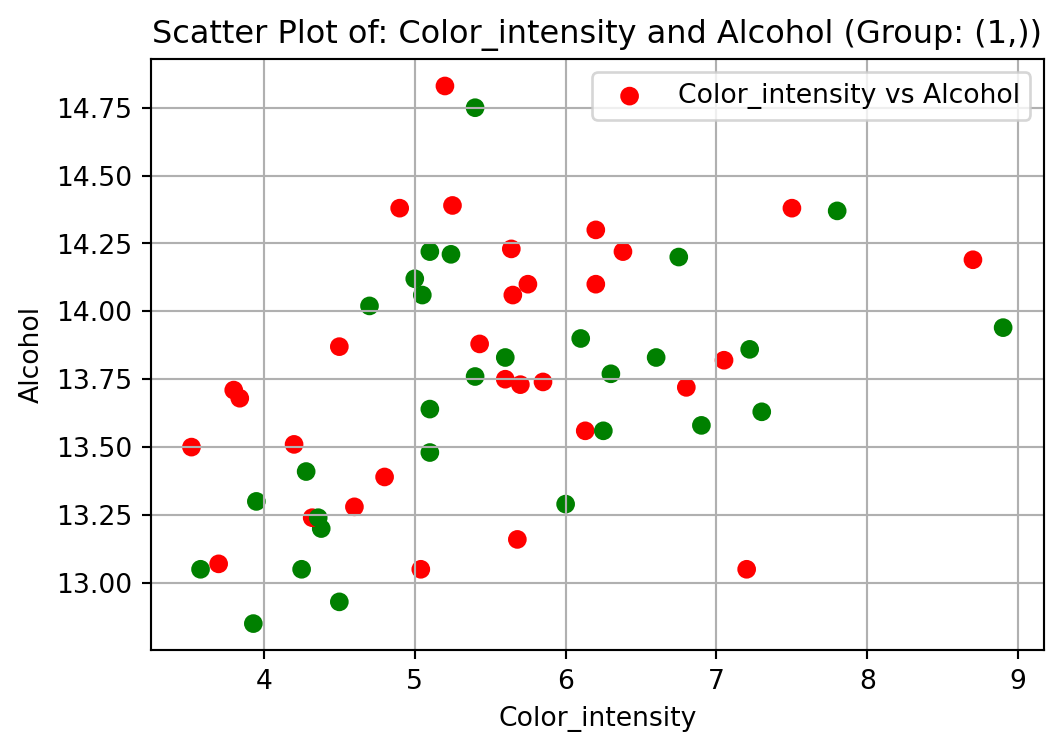 Scatter Plot of: Color_intensity and Alcohol (Group: (1,))
Color_intensity vs Alcohol
14.75
14.50
14.25
14.00
13.75
13.50
13.25
13.00
Alcohol
4 5 6 7 8 9
Color_intensity